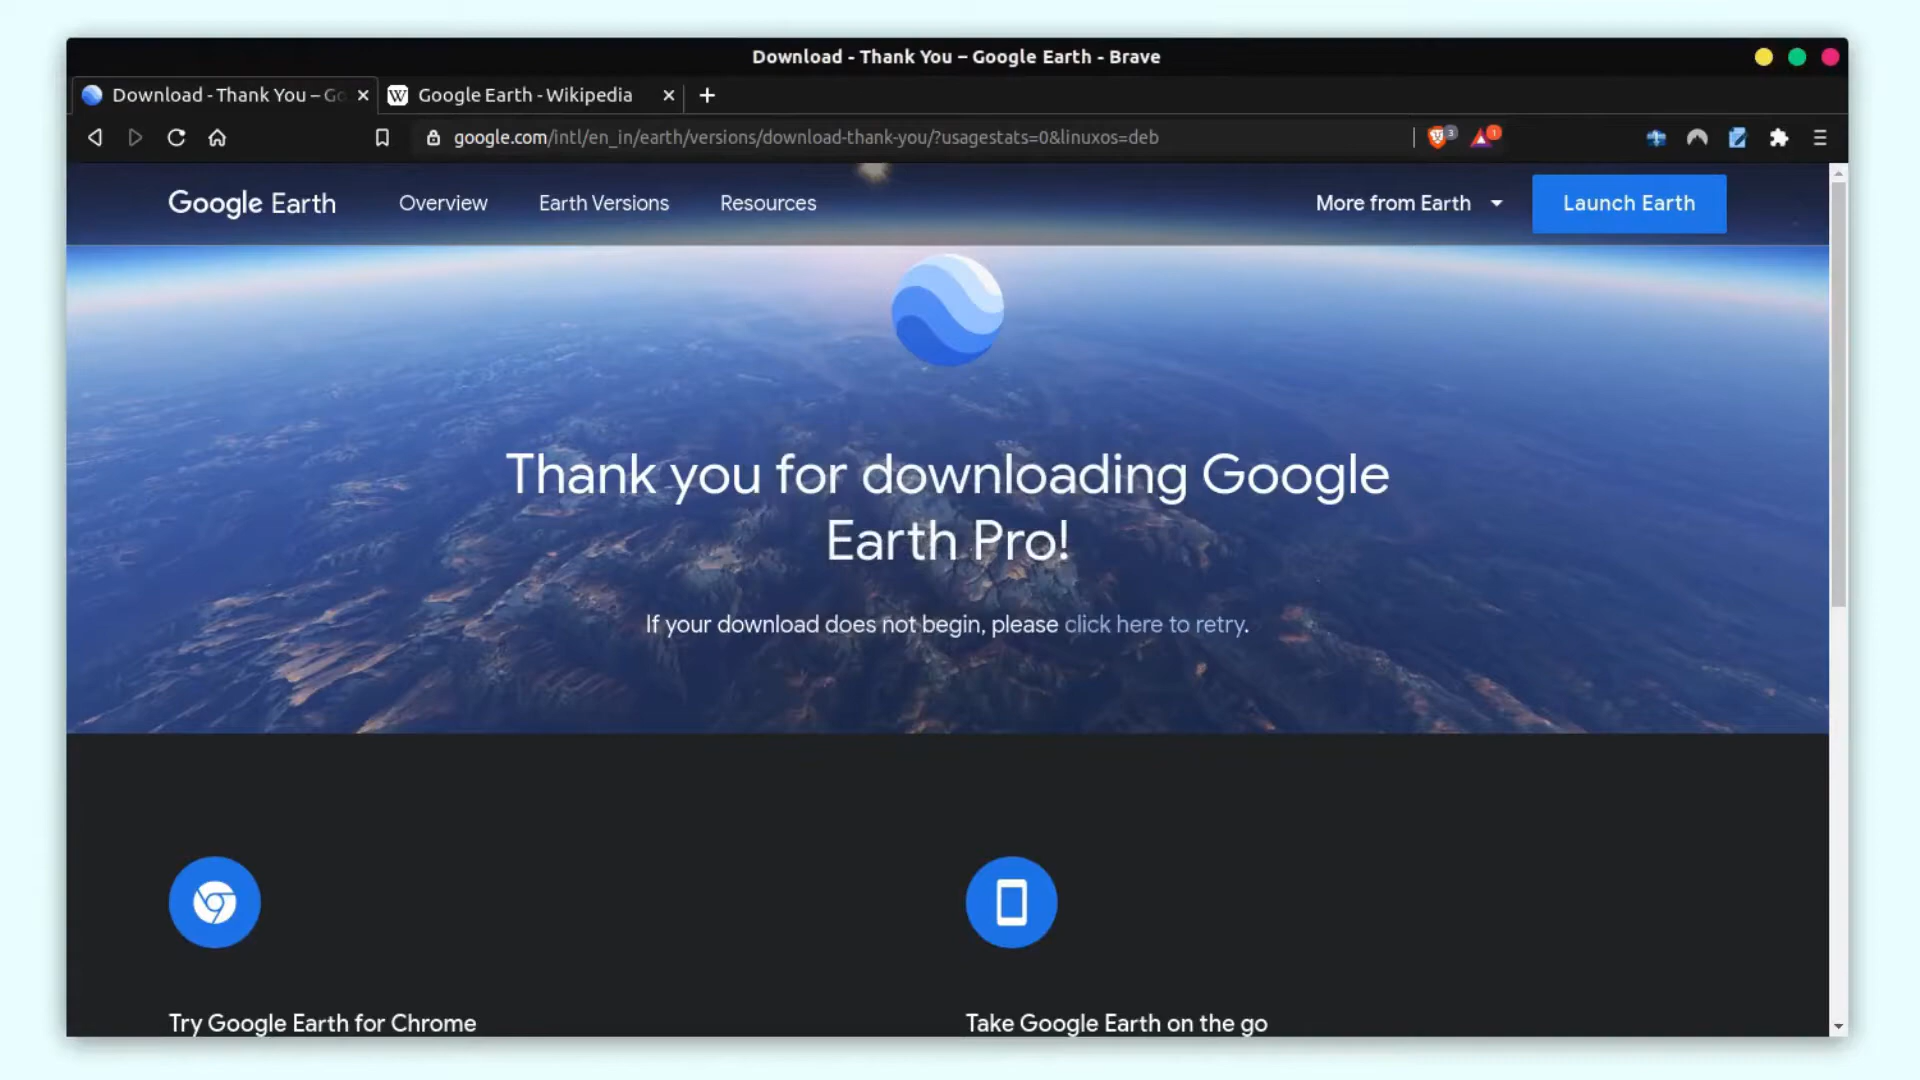 Download - Thank You – Google Earth - Brave
Download - Thank You – Go
Google Earth - Wikipedia
google.com/intl/en_in/earth/versions/download-thank-you/?usagestats=0&linuxos=deb
3
1
Google Earth
Overview
Earth Versions
Resources
More from Earth
Launch Earth
Thank you for downloading Google
Earth Pro!
If your download does not begin, please click here to retry.
Try Google Earth for Chrome
Take Google Earth on the go